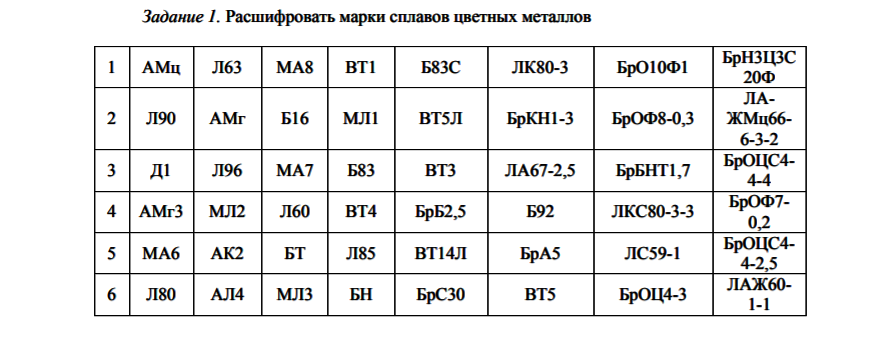 Задание 1. Расшифровать марки сплавов цветных металлов
1 АМц Л63 МА8 ВТ1 Б83С ЛК80-3 БрО10Ф1 БрН3Ц3С
20Ф
2 Л90 АМг Б16 МЛ1 ВТ5Л БрКН1-3 БрОФ8-0,3 ЛА-
ЖМц66-
6-3-2
3 Д1 Л96 МА7 Б83 ВТ3 ЛА67-2,5 БрБНТ1,7 БрОЦС4-
4-4
4 АМг3 МЛ2 Л60 ВТ4 БрБ2,5 Б92 ЛКС80-3-3 БрОФ7-
0,2
5 МА6 АК2 БТ Л85 ВТ14Л БрА5 ЛС59-1 БрОЦС4-
4-2,5
6 Л80 АЛ4 МЛ3 БН БрС30 ВТ5 БрОЦ4-3 ЛАЖ60-
1-1